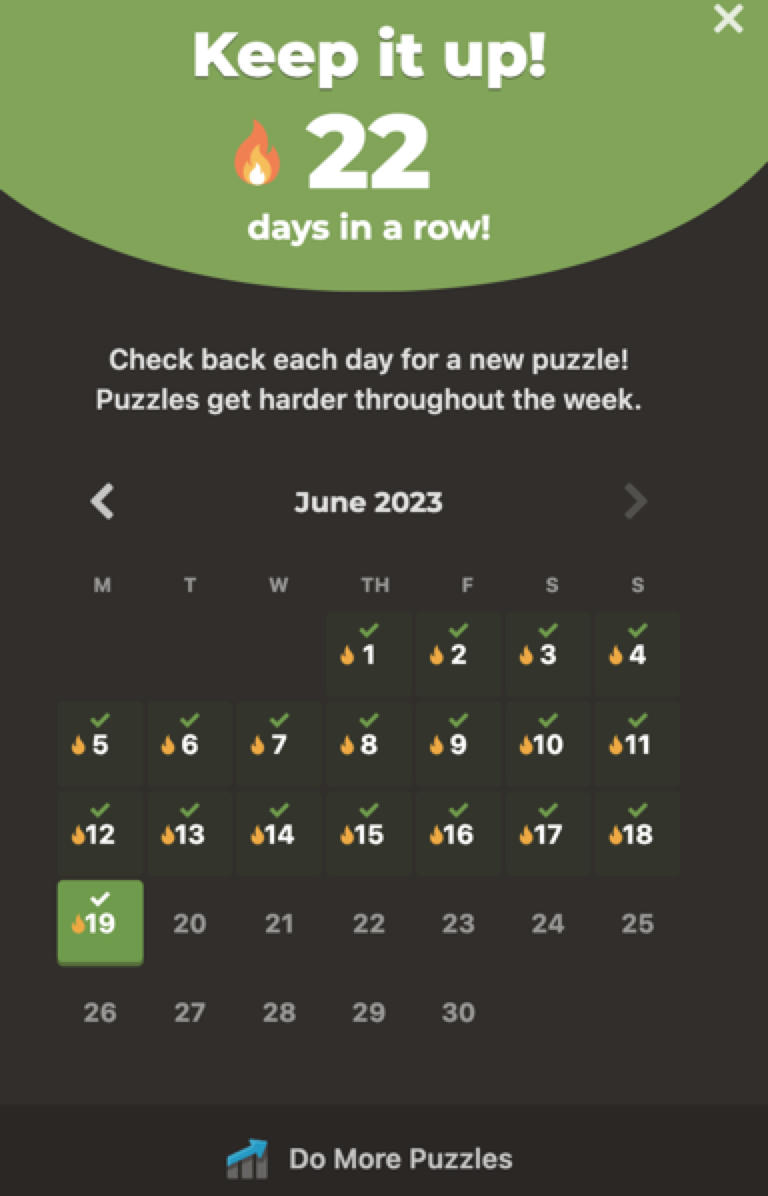 Keep it up!
22
days in a row!
Check back each day for a new puzzle!
Puzzles get harder throughout the week.
June 2023
M T W TH F S S
1 2 3 4
5 6 7 8 9 10 11
12 13 14 15 16 17 18
19 20 21 22 23 24 25
26 27 28 29 30
Do More Puzzles